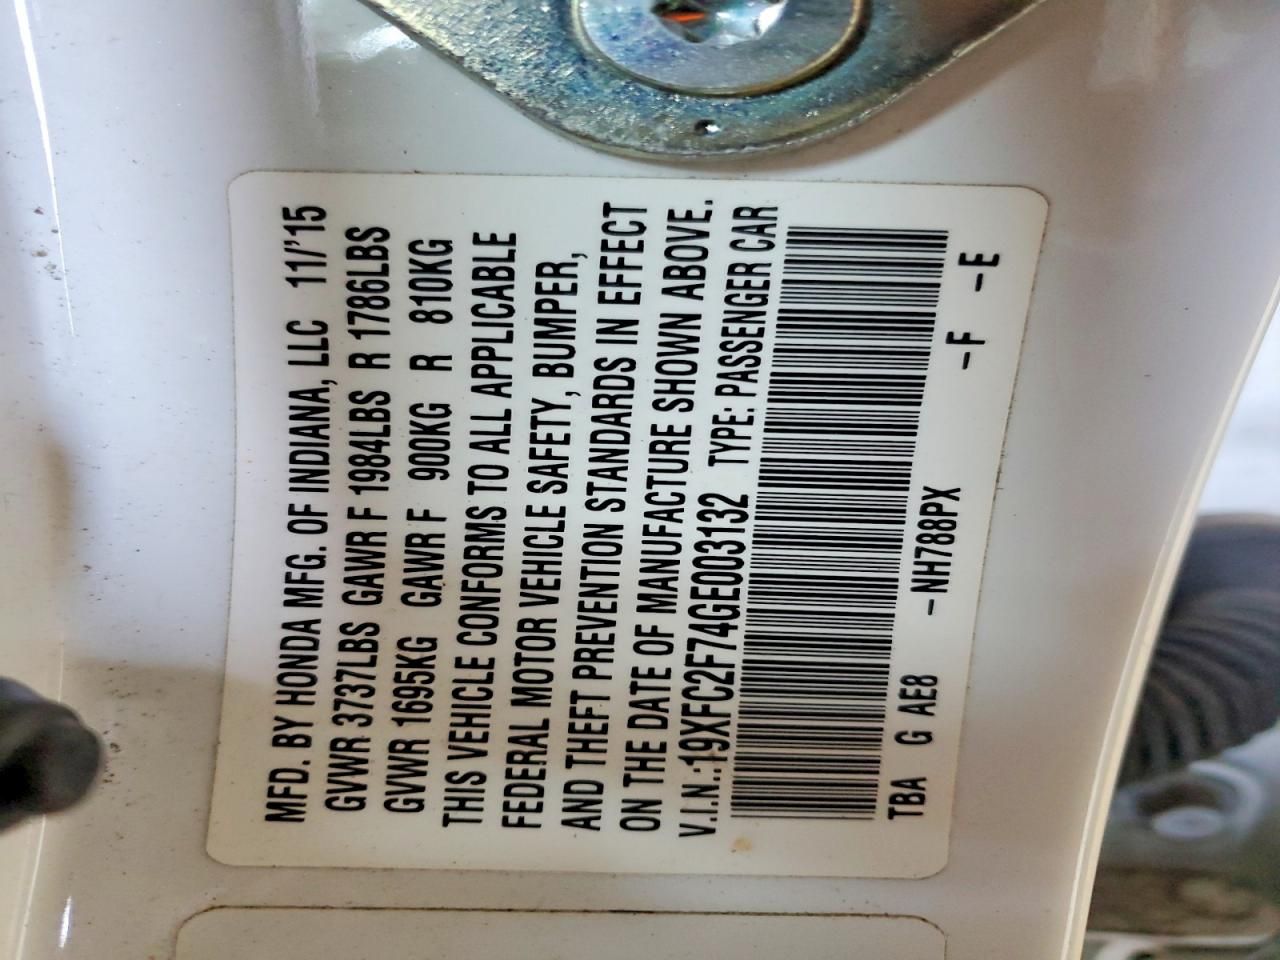 MFD. BY HONDA MFG. OF INDIANA, LLC 11/'15
GVWR 3737LBS GAWR F 1984LBS R 1786LBS
GVWR 1695KG GAWR F 900KG R 810KG
THIS VEHICLE CONFORMS TO ALL APPLICABLE
FEDERAL MOTOR VEHICLE SAFETY, BUMPER,
AND THEFT PREVENTION STANDARDS IN EFFECT
ON THE DATE OF MANUFACTURE SHOWN ABOVE.
V.I.N.:19XFC2F74GE003132 TYPE: PASSENGER CAR
TBA G AE8 -NH788PX -F -E